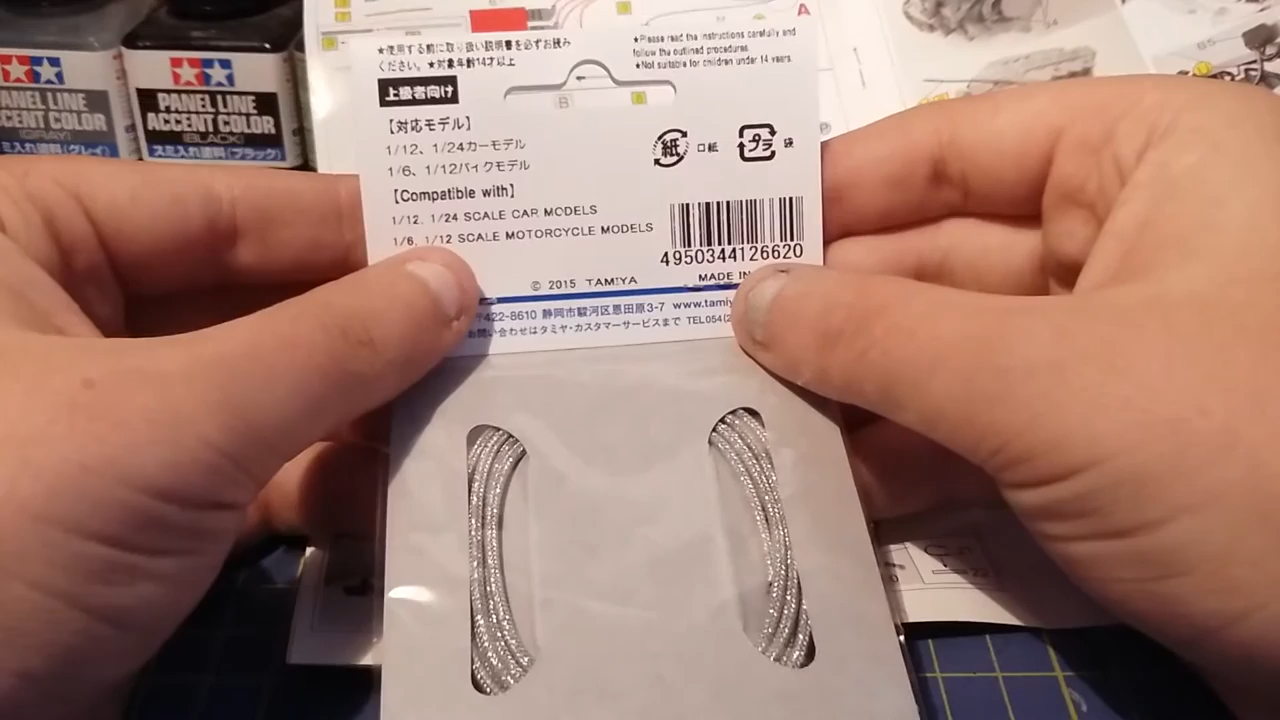 PANEL LINE
ACCENT COLOR
(GRAY)
スミ入れ塗料(グレイ)
PANEL LINE
ACCENT COLOR
(BLACK)
スミ入れ塗料(ブラック)
A
★使用する前に取り扱い説明書を必ずお読み
ください。★対象年齢14才以上
★Please read the instructions carefully and
follow the outlined procedures.
★Not suitable for children under 14 years.
上級者向け
B
【対応モデル】
1/12、1/24カーモデル
1/6、1/12バイクモデル
紙 口紙
プラ 袋
【Compatible with】
1/12, 1/24 SCALE CAR MODELS
1/6, 1/12 SCALE MOTORCYCLE MODELS
4950344126620
© 2015 TAMIYA
MADE IN
〒422-8610 静岡市駿河区恩田原3-7 www.tamiy
お問い合わせはタミヤ・カスタマーサービスまで TEL054(2